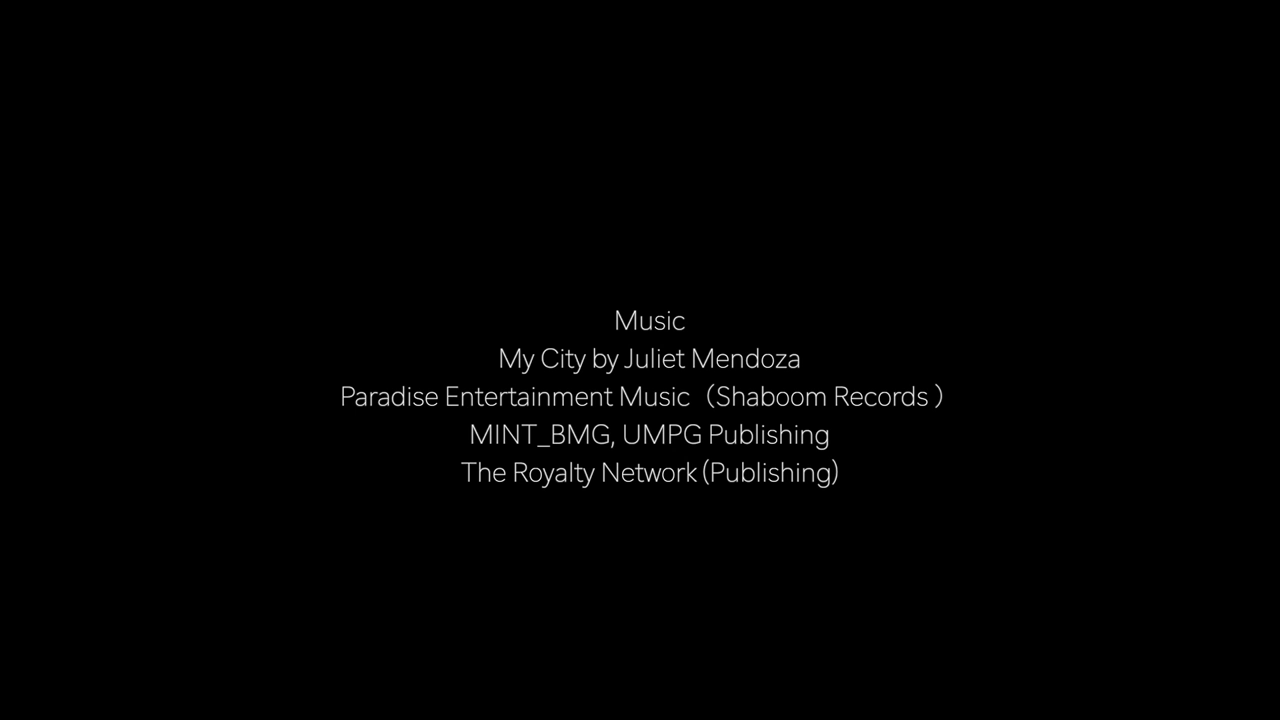 Music
My City by Juliet Mendoza
Paradise Entertainment Music（Shaboom Records )
MINT_BMG, UMPG Publishing
The Royalty Network (Publishing)